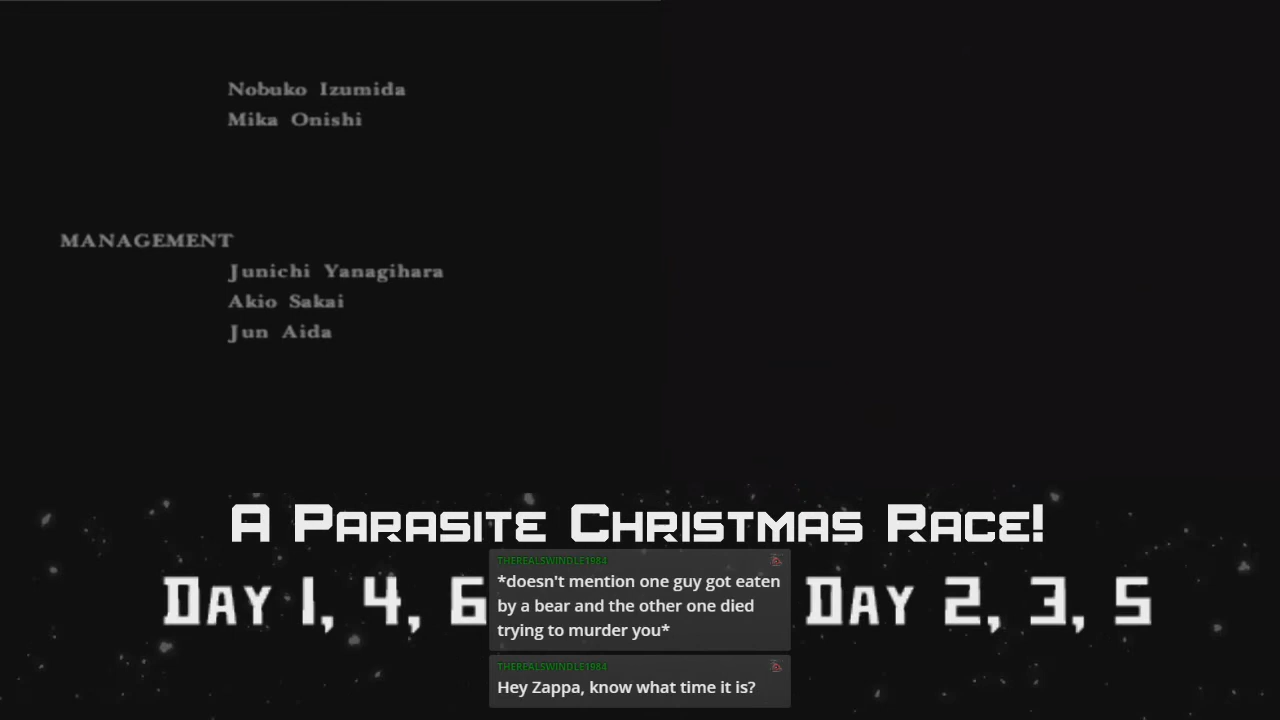 Nobuko Izumida
Mika Onishi
MANAGEMENT
Junichi Yanagihara
Akio Sakai
Jun Aida
A Parasite Christmas Race!
Day 1, 4, 6
Day 2, 3, 5
THEREALSWINDLE1984
*doesn't mention one guy got eaten
by a bear and the other one died
trying to murder you*
THEREALSWINDLE1984
Hey Zappa, know what time it is?